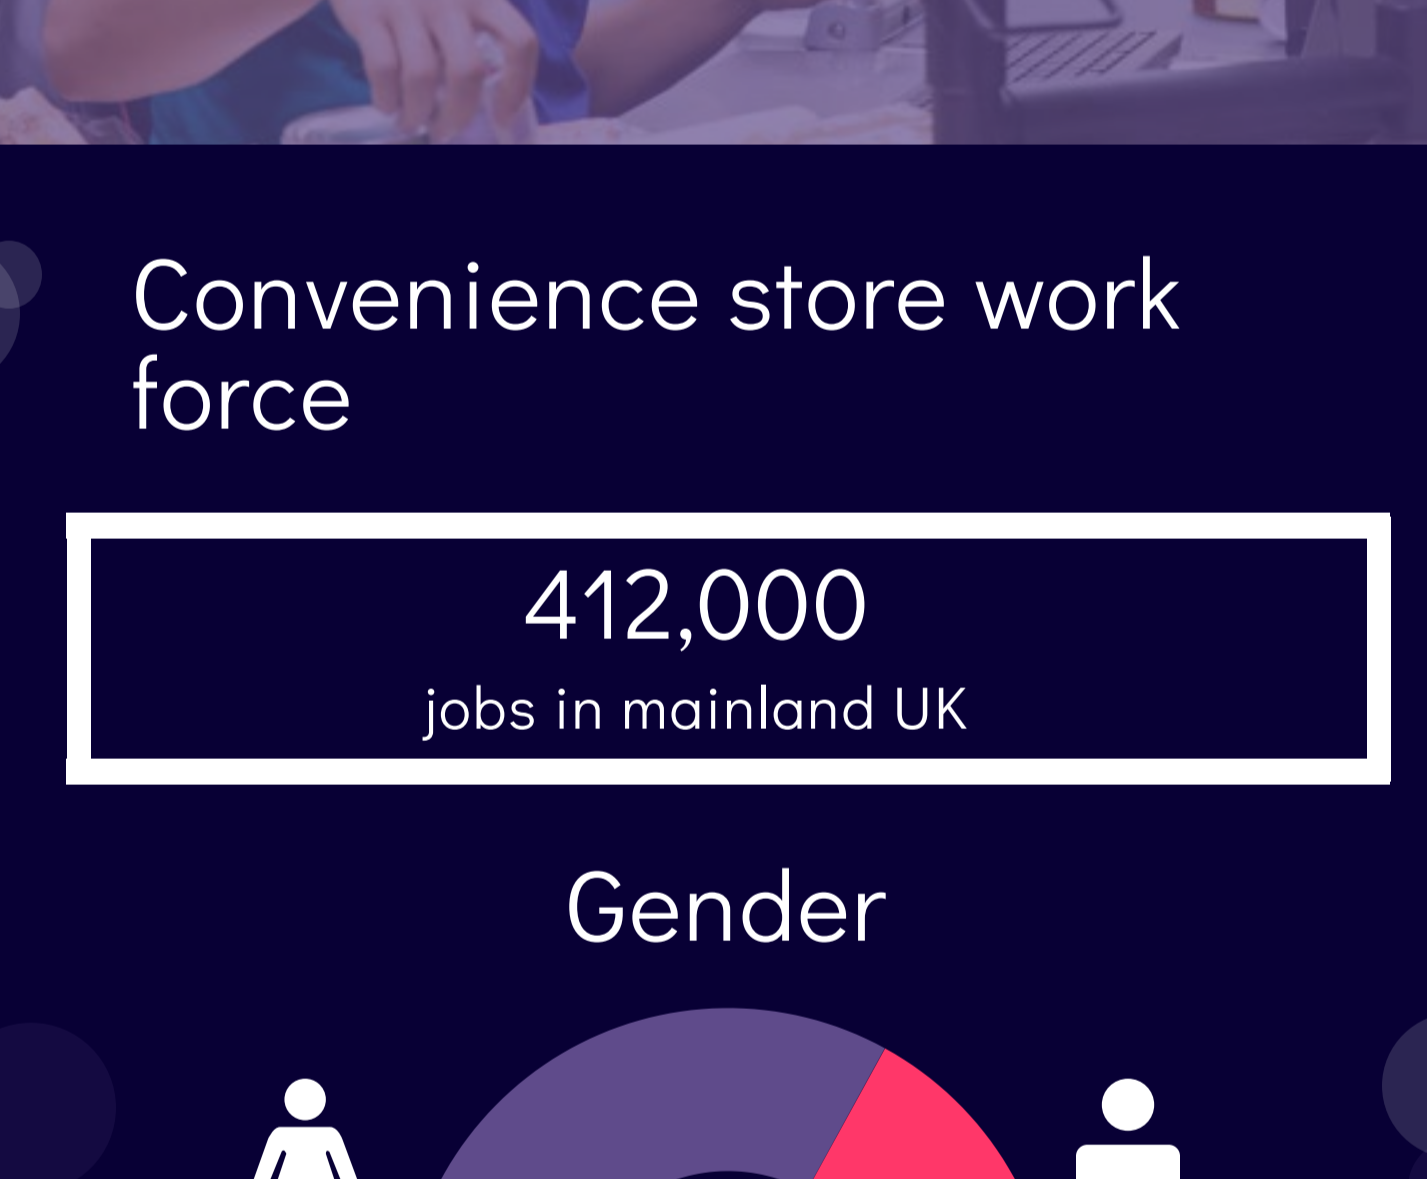 Convenience store work
force
412,000
jobs in mainland UK
Gender